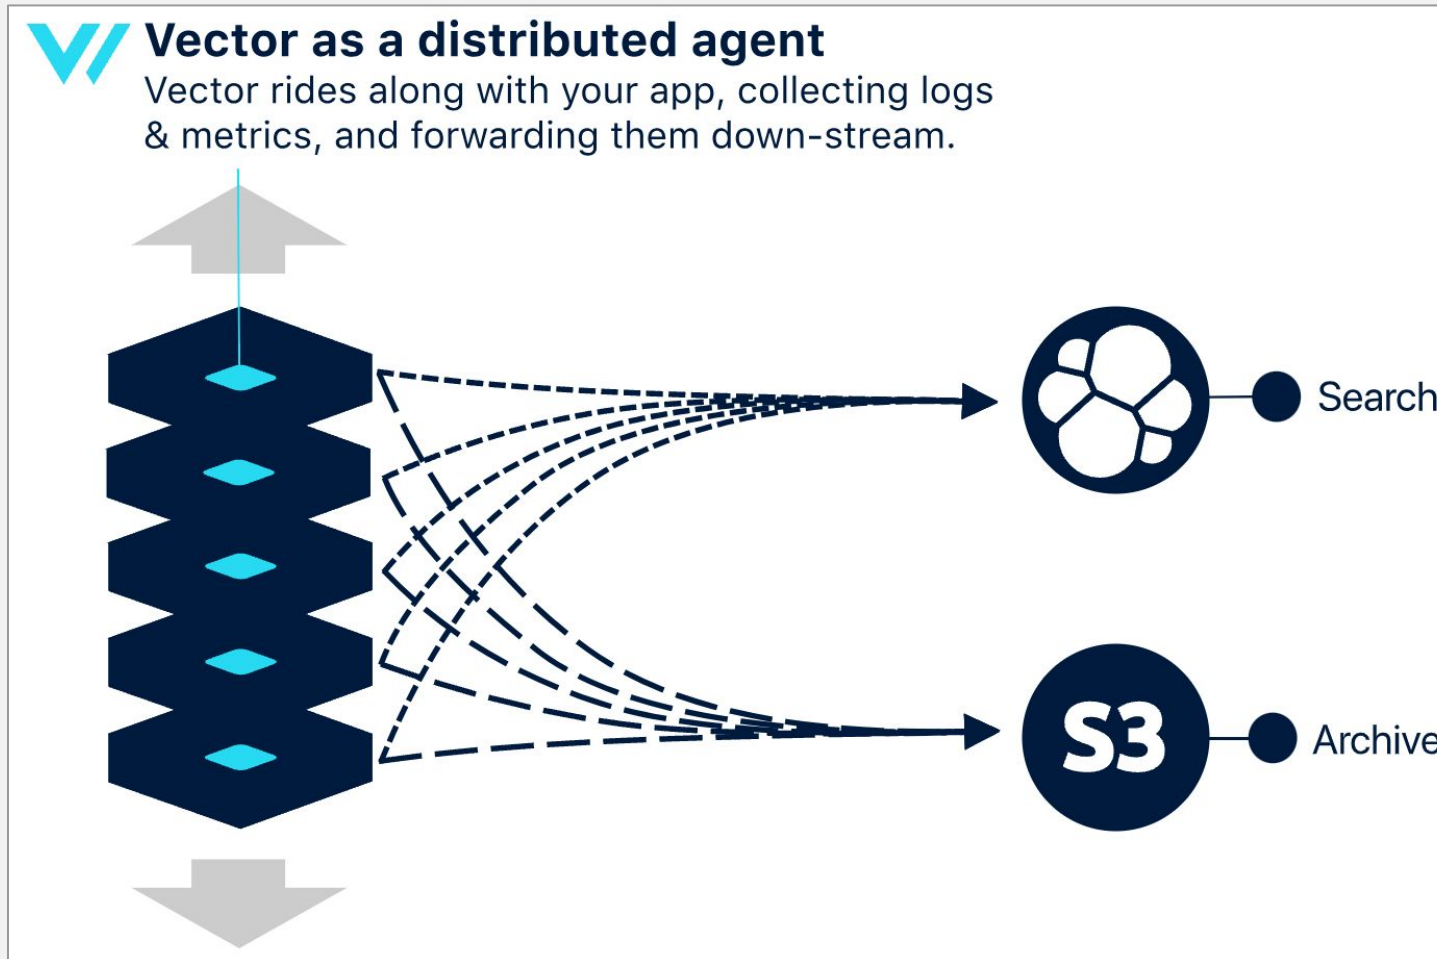 Vector as a distributed agent
Vector rides along with your app, collecting logs
& metrics, and forwarding them down-stream.
Search
S3
Archive